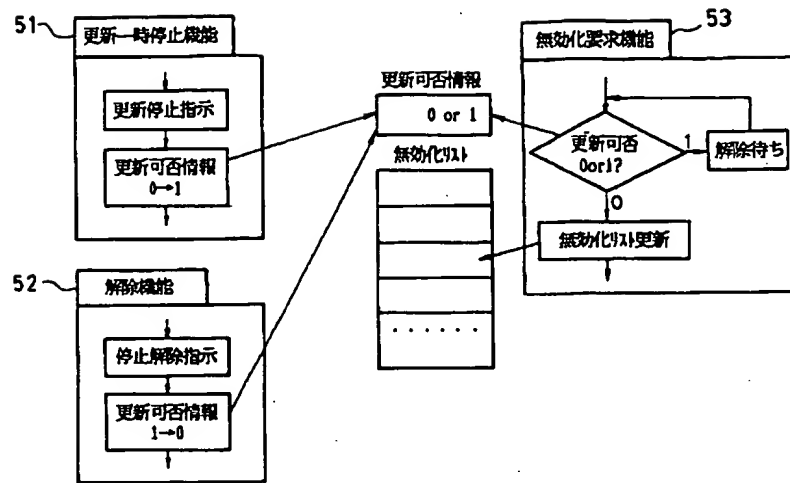 51
更新一時停止機能
更新停止指示
更新可否情報
0→1
52
解除機能
停止解除指示
更新可否情報
1→0
更新可否情報
0 or 1
無効化リスト
・・・・・・
53
無効化要求機能
更新可否
0or1?
1
解除待ち
0
無効化リスト更新